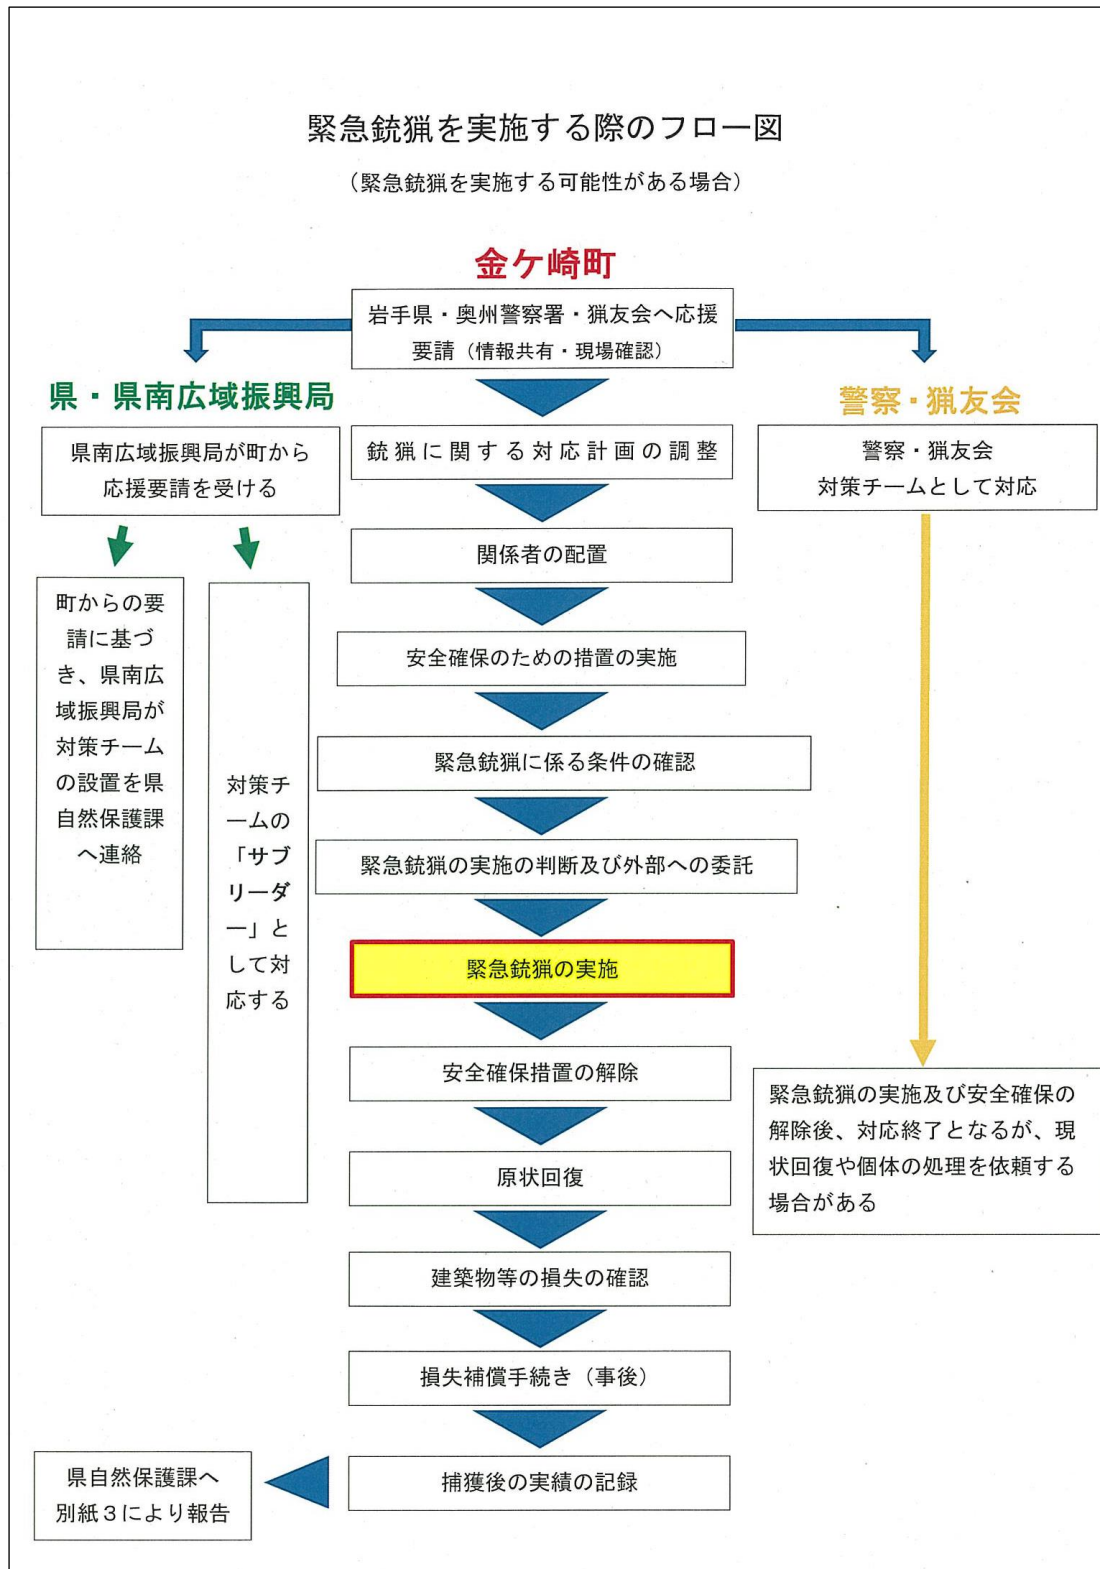 緊急銃猟を実施する際のフロー図
(緊急銃猟を実施する可能性がある場合)
金ケ崎町
岩手県・奥州警察署・猟友会へ応援
要請(情報共有・現場確認)
県・県南広域振興局
県南広域振興局が町から
応援要請を受ける
町からの要
請に基づ
き、県南広
域振興局が
対策チーム
の設置を県
自然保護課
へ連絡
対策チ
ームの
「サブ
リーダ
ー」と
して対
応する
銃猟に関する対応計画の調整
関係者の配置
安全確保のための措置の実施
緊急銃猟に係る条件の確認
緊急銃猟の実施の判断及び外部への委託
緊急銃猟の実施
安全確保措置の解除
原状回復
建築物等の損失の確認
損失補償手続き(事後)
捕獲後の実績の記録
県自然保護課へ
別紙3により報告
警察・猟友会
警察・猟友会
対策チームとして対応
緊急銃猟の実施及び安全確保の
解除後、対応終了となるが、現
状回復や個体の処理を依頼する
場合がある